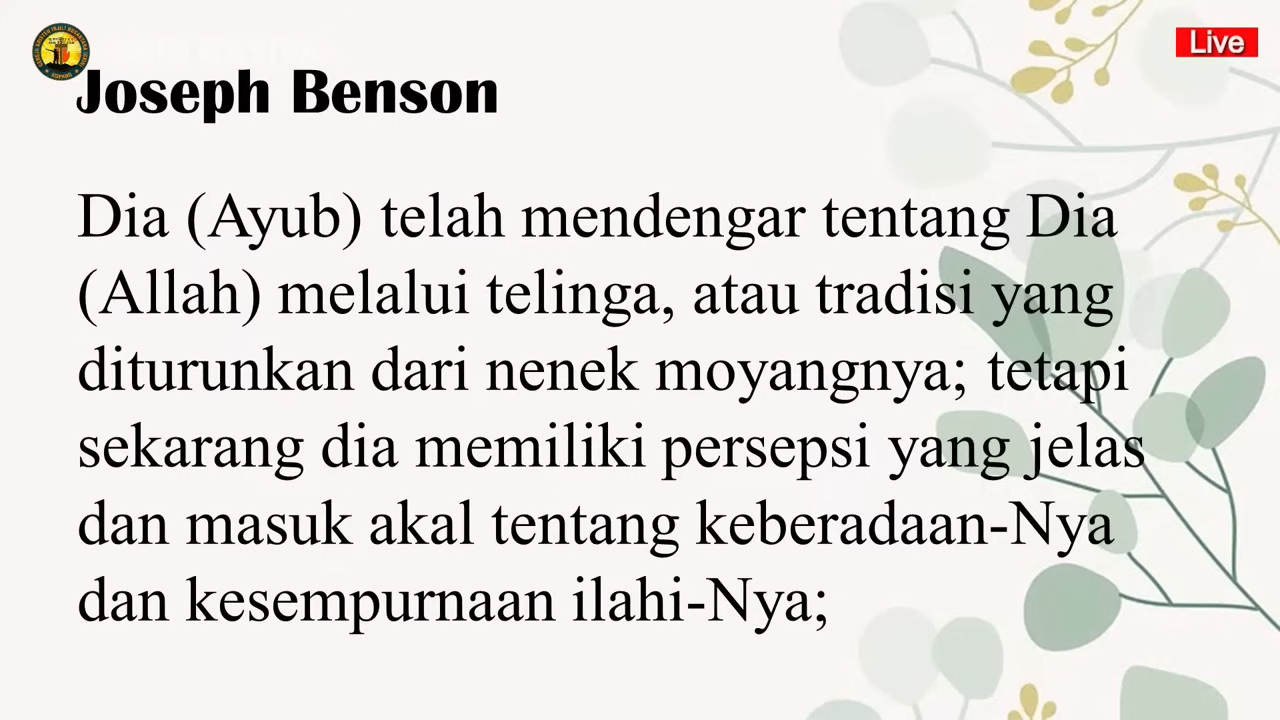 Live
Joseph Benson
Dia (Ayub) telah mendengar tentang Dia
(Allah) melalui telinga, atau tradisi yang
diturunkan dari nenek moyangnya; tetapi
sekarang dia memiliki persepsi yang jelas
dan masuk akal tentang keberadaan-Nya
dan kesempurnaan ilahi-Nya;